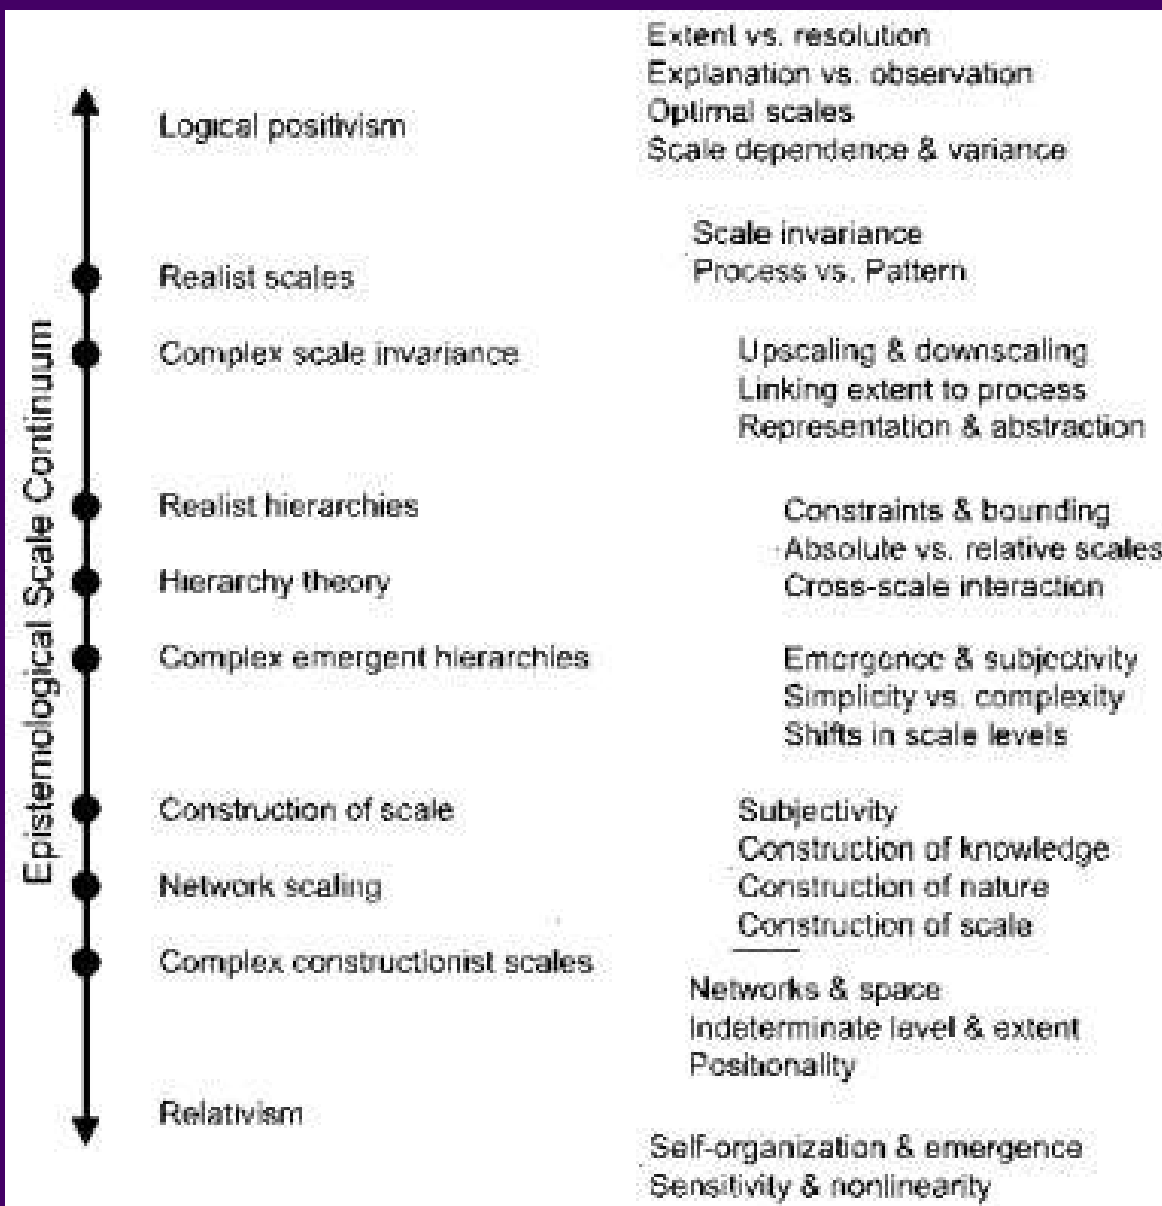 Epistemological Scale Continuum
Logical positivism
Realist scales
Complex scale invariance
Realist hierarchies
Hierarchy theory
Complex emergent hierarchies
Construction of scale
Network scaling
Complex constructionist scales
Relativism
Extent vs. resolution
Explanation vs. observation
Optimal scales
Scale dependence & variance
Scale invariance
Process vs. Pattern
Upscaling & downscaling
Linking extent to process
Representation & abstraction
Constraints & bounding
Absolute vs. relative scales
Cross-scale interaction
Emergence & subjectivity
Simplicity vs. complexity
Shifts in scale levels
Subjectivity
Construction of knowledge
Construction of nature
Construction of scale
Networks & space
Indeterminate level & extent
Positionality
Self-organization & emergence
Sensitivity & nonlinearity